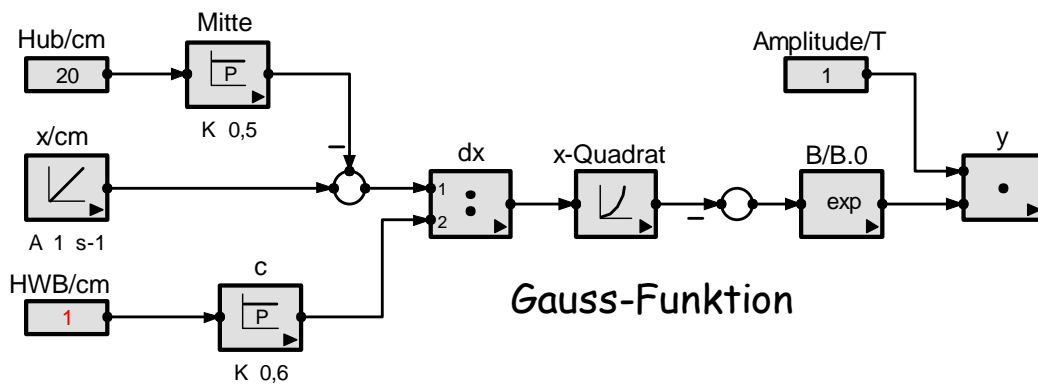 Hub/cm
20
Mitte
P
K 0,5
Amplitude/T
1
x/cm
A 1 s-1
–
dx
1
2
:
x-Quadrat
–
B/B.0
exp
y
•
HWB/cm
1
c
P
K 0,6
Gauss-Funktion